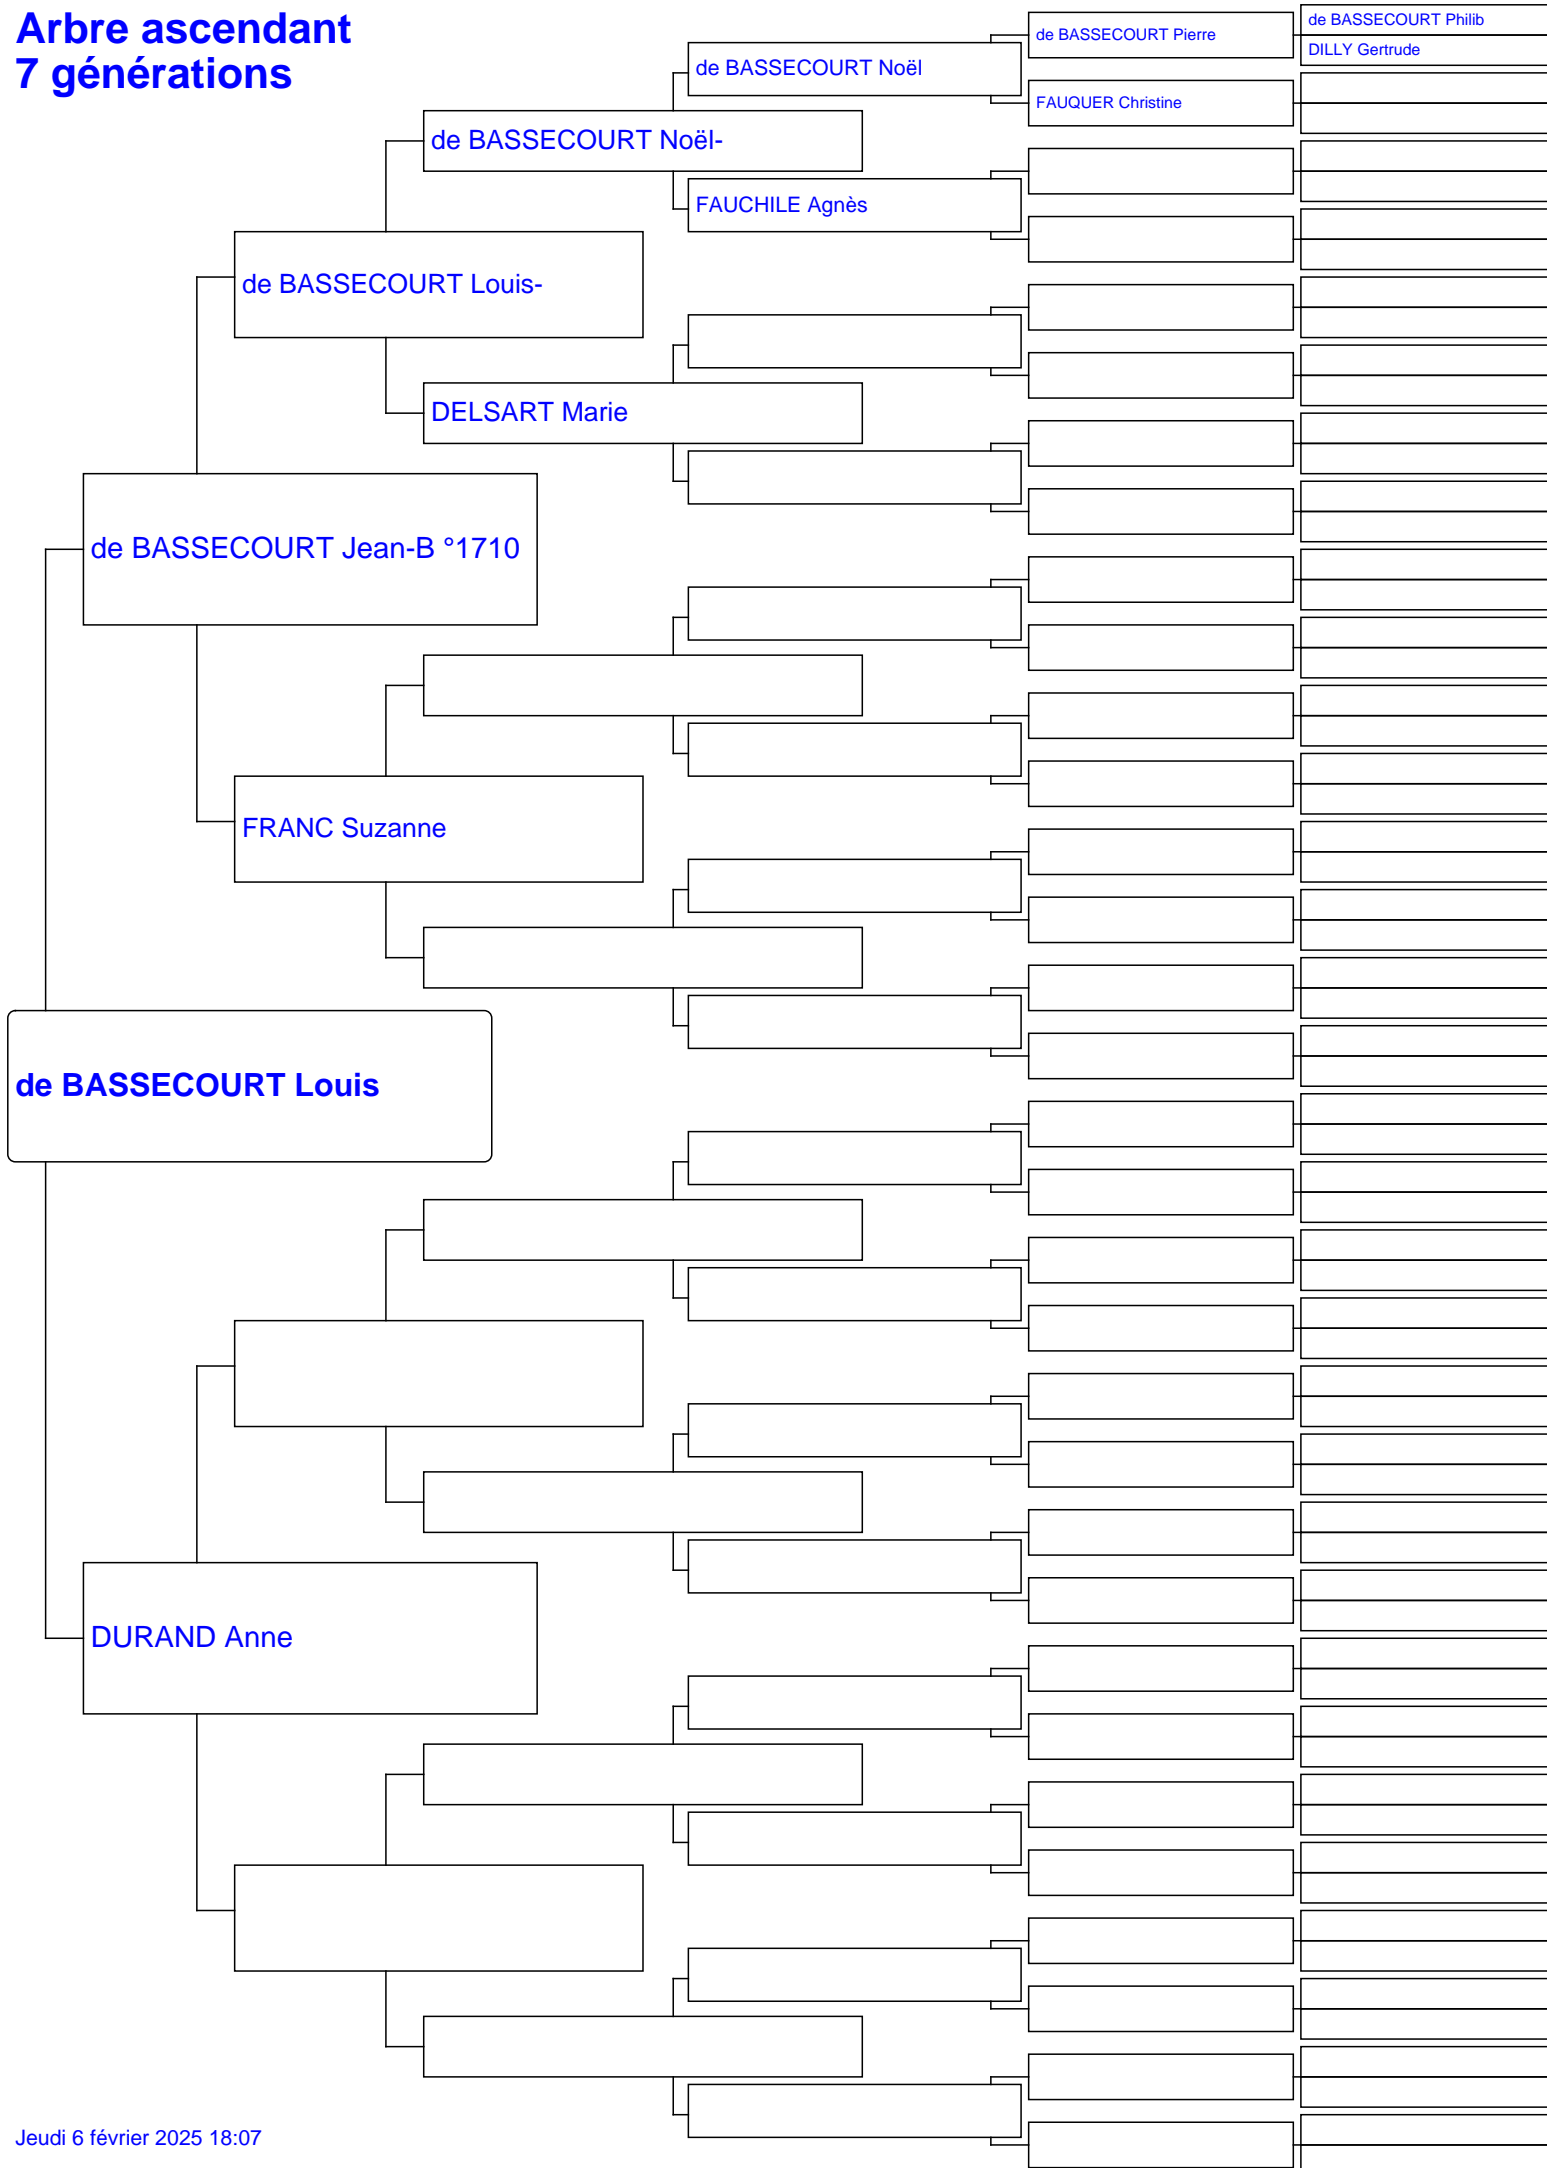 Arbre ascendant
7 générations
de BASSECOURT Philib
de BASSECOURT Pierre
DILLY Gertrude
de BASSECOURT Noël
FAUQUER Christine
de BASSECOURT Noël-
FAUCHILE Agnès
de BASSECOURT Louis-
DELSART Marie
de BASSECOURT Jean-B °1710
FRANC Suzanne
de BASSECOURT Louis
DURAND Anne
Jeudi 6 février 2025 18:07